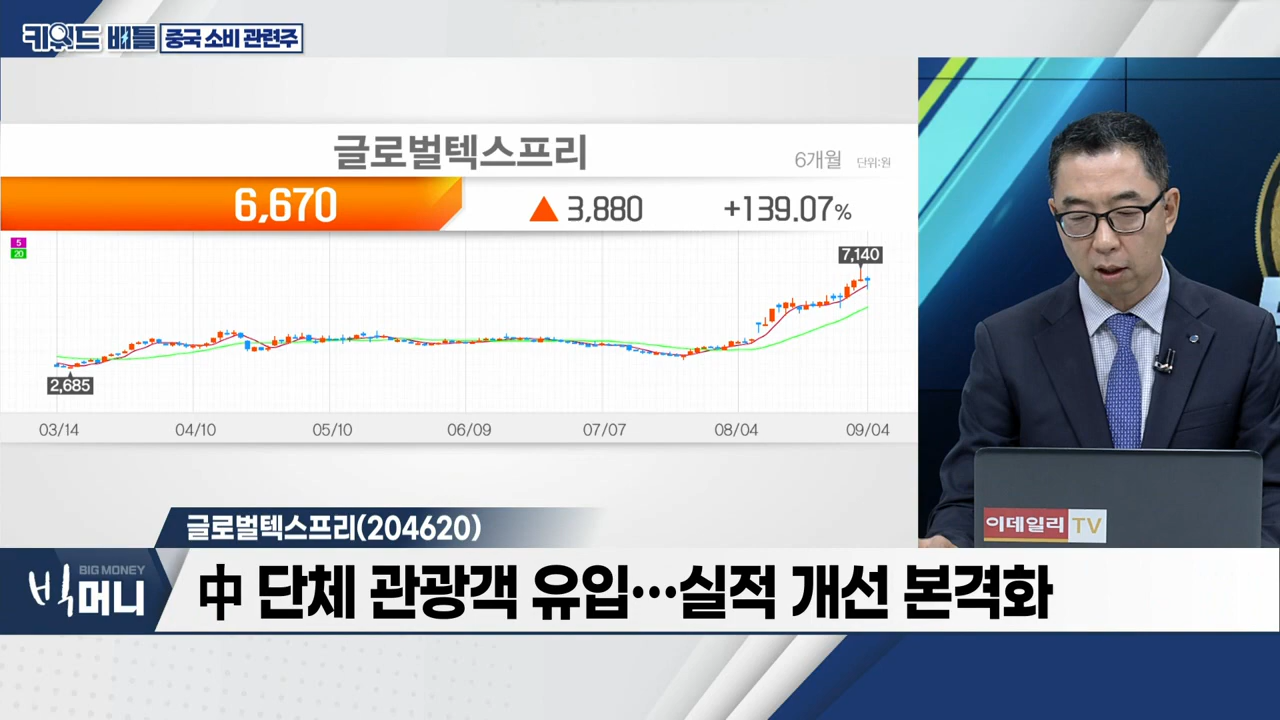 키워드 배틀 중국 소비 관련주
글로벌텍스프리
6개월 단위:원
6,670 ▲ 3,880 +139.07%
5
20
7,140
2,685
03/14 04/10 05/10 06/09 07/07 08/04 09/04
이데일리TV
글로벌텍스프리(204620)
빅머니 BIG MONEY
中 단체 관광객 유입…실적 개선 본격화